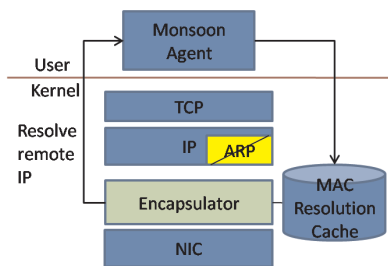 Monsoon
Agent
User
Kernel
TCP
Resolve
remote
IP
IP
ARP
Encapsulator
MAC
Resolution
Cache
NIC